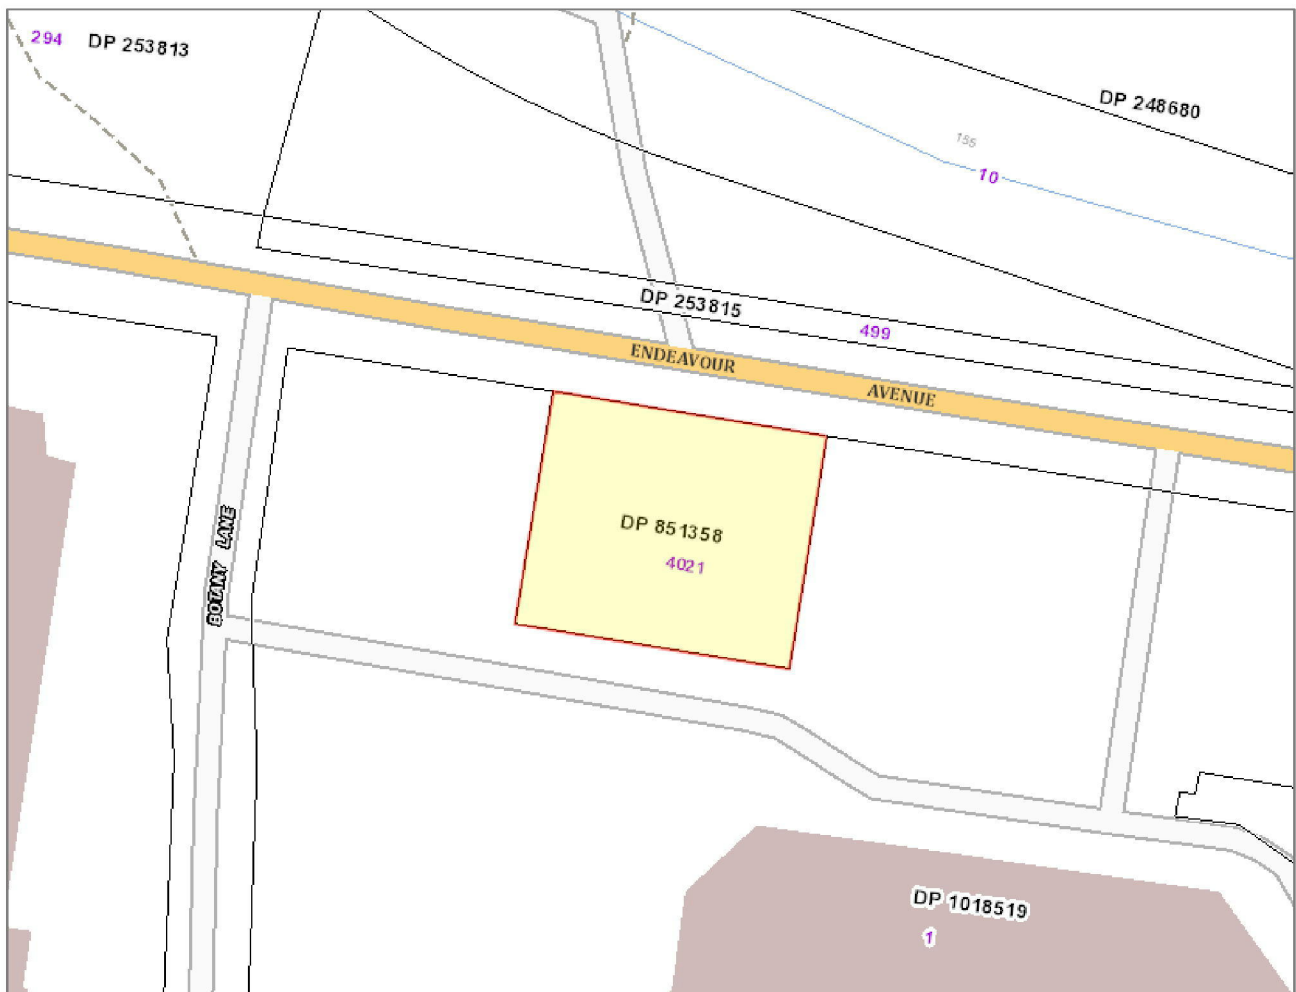 294 DP 253813
DP 248680
155
10
DP 253815
499
ENDEAVOUR AVENUE
DP 851358
4021
BOTANY LANE
DP 1018519
1